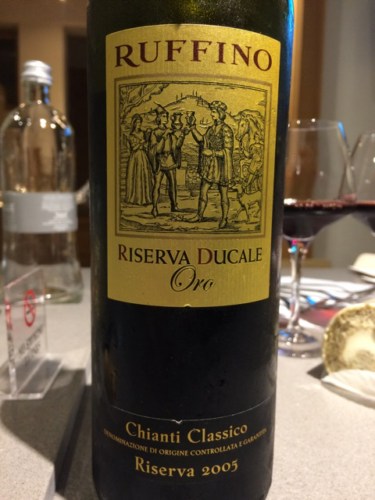 RUFFINO
RISERVA DUCALE
Oro
Chianti Classico
DENOMINAZIONE DI ORIGINE CONTROLLATA E GARANTITA
Riserva 2005